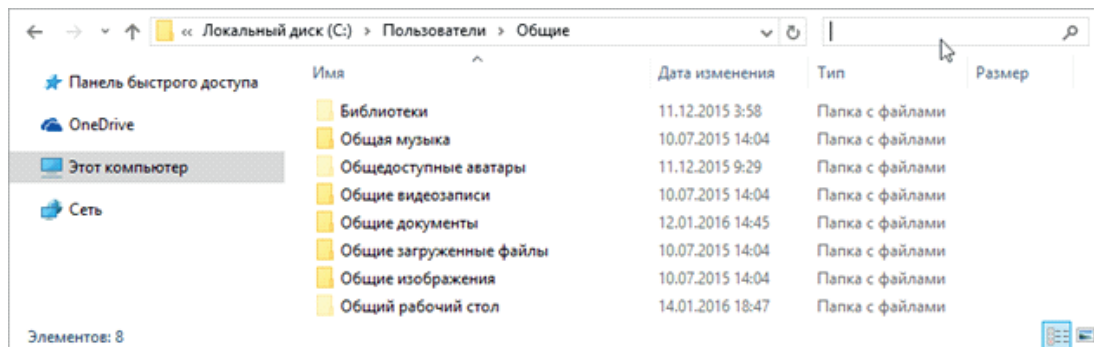 « Локальный диск (C:) > Пользователи > Общие
Панель быстрого доступа
OneDrive
Этот компьютер
Сеть
Имя Дата изменения Тип Размер
Библиотеки 11.12.2015 3:58 Папка с файлами
Общая музыка 10.07.2015 14:04 Папка с файлами
Общедоступные аватары 11.12.2015 9:29 Папка с файлами
Общие видеозаписи 10.07.2015 14:04 Папка с файлами
Общие документы 12.01.2016 14:45 Папка с файлами
Общие загруженные файлы 10.07.2015 14:04 Папка с файлами
Общие изображения 10.07.2015 14:04 Папка с файлами
Общий рабочий стол 14.01.2016 18:47 Папка с файлами
Элементов: 8